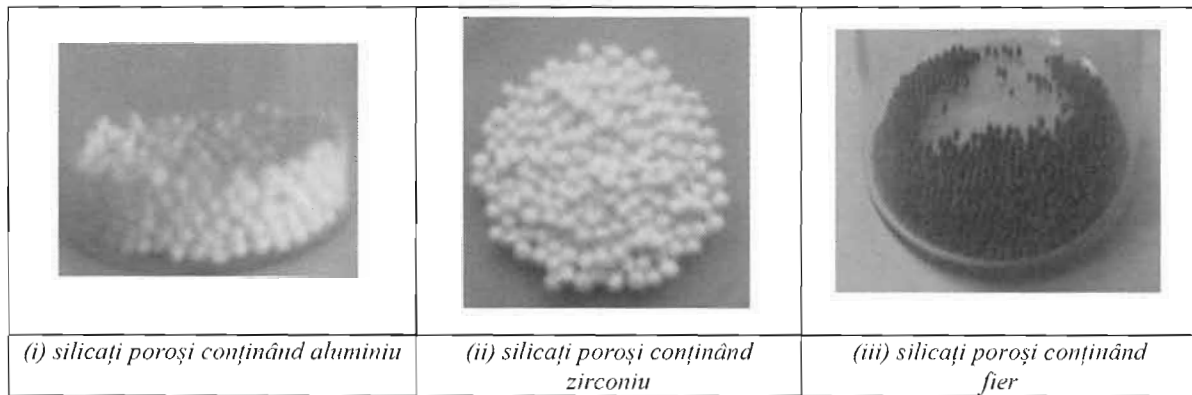 (i) silicați poroși conținând aluminiu
(ii) silicați poroși conținând
zirconiu
(iii) silicați poroși conținând
fier